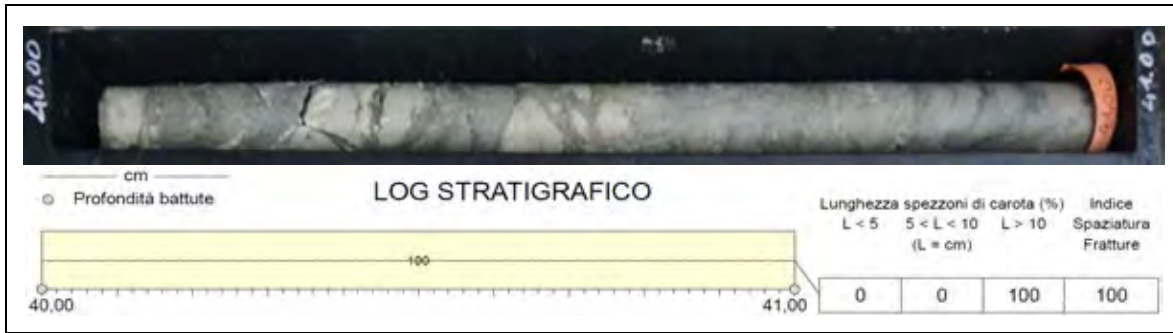 40.00
41.00
cm
Profondità battute
LOG STRATIGRAFICO
Lunghezza spezzoni di carota (%)
L < 5
5 < L < 10
L > 10
(L = cm)
Indice
Spaziatura
Fratture
100
40,00
41,00
0
0
100
100